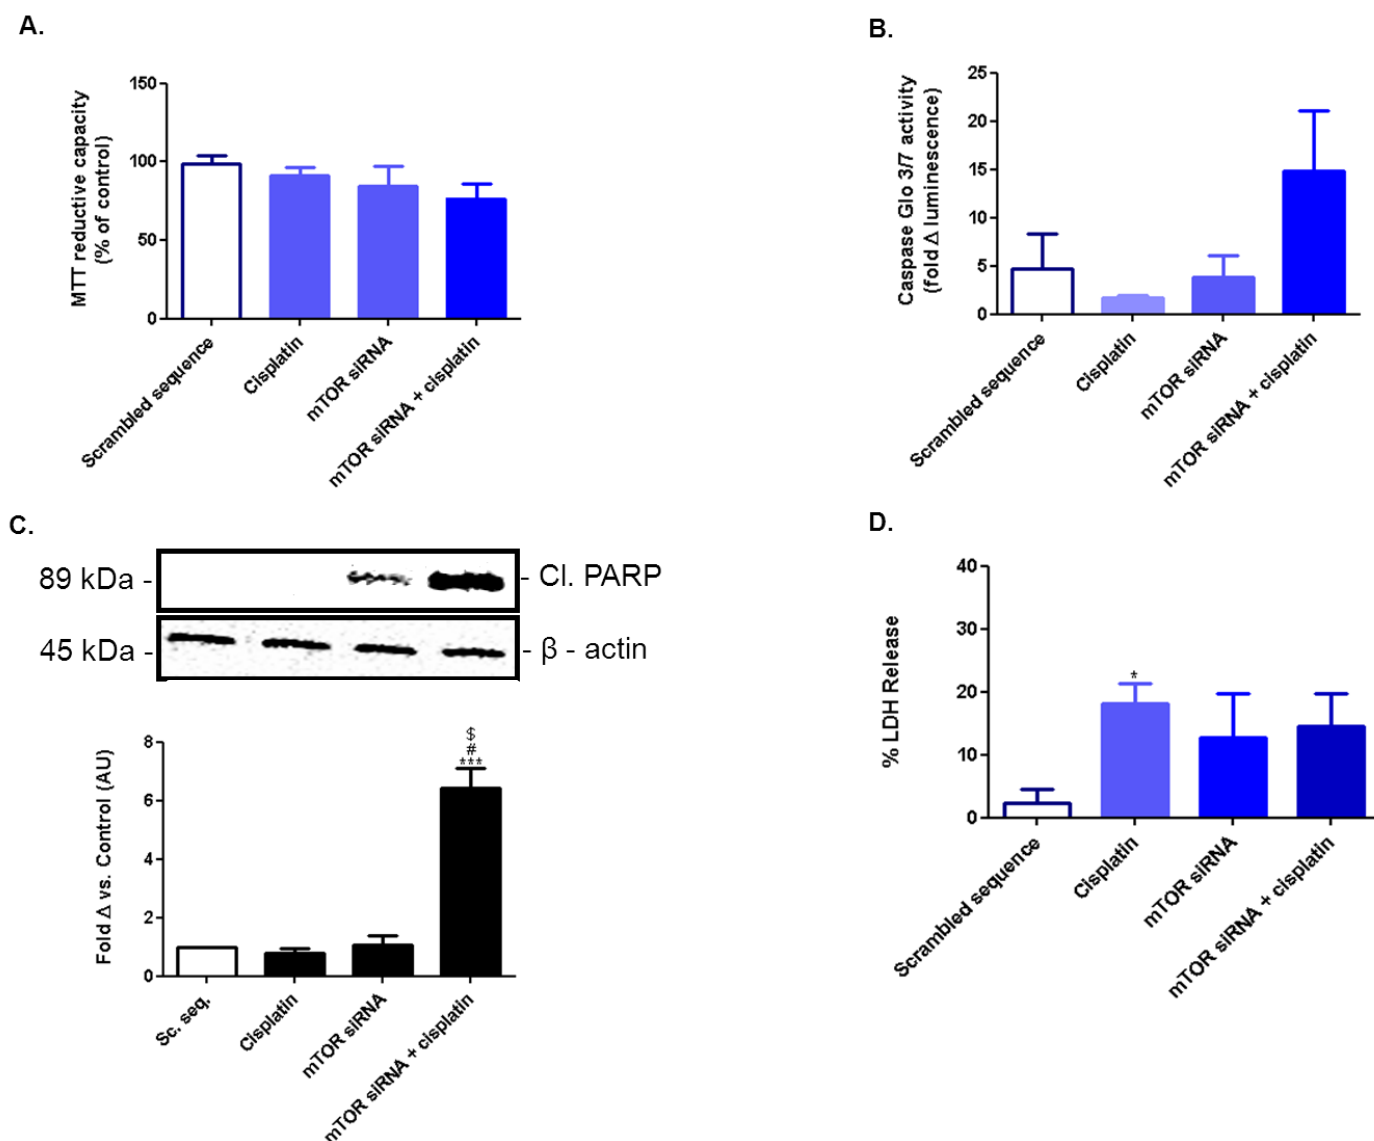 A.
MTT reductive capacity
(% of control)
150
100
50
0
Scrambled sequence
Cisplatin
mTOR siRNA
mTOR siRNA + cisplatin
B.
Caspase Glo 3/7 activity
(fold Δ luminescence)
25
20
15
10
5
0
Scrambled sequence
Cisplatin
mTOR siRNA
mTOR siRNA + cisplatin
C.
89 kDa -
- Cl. PARP
45 kDa -
- β - actin
Fold Δ vs. Control (AU)
8
6
4
2
0
$
#
***
Sc. seq.
Cisplatin
mTOR siRNA
mTOR siRNA + cisplatin
D.
% LDH Release
40
30
20
10
0
*
Scrambled sequence
Cisplatin
mTOR siRNA
mTOR siRNA + cisplatin